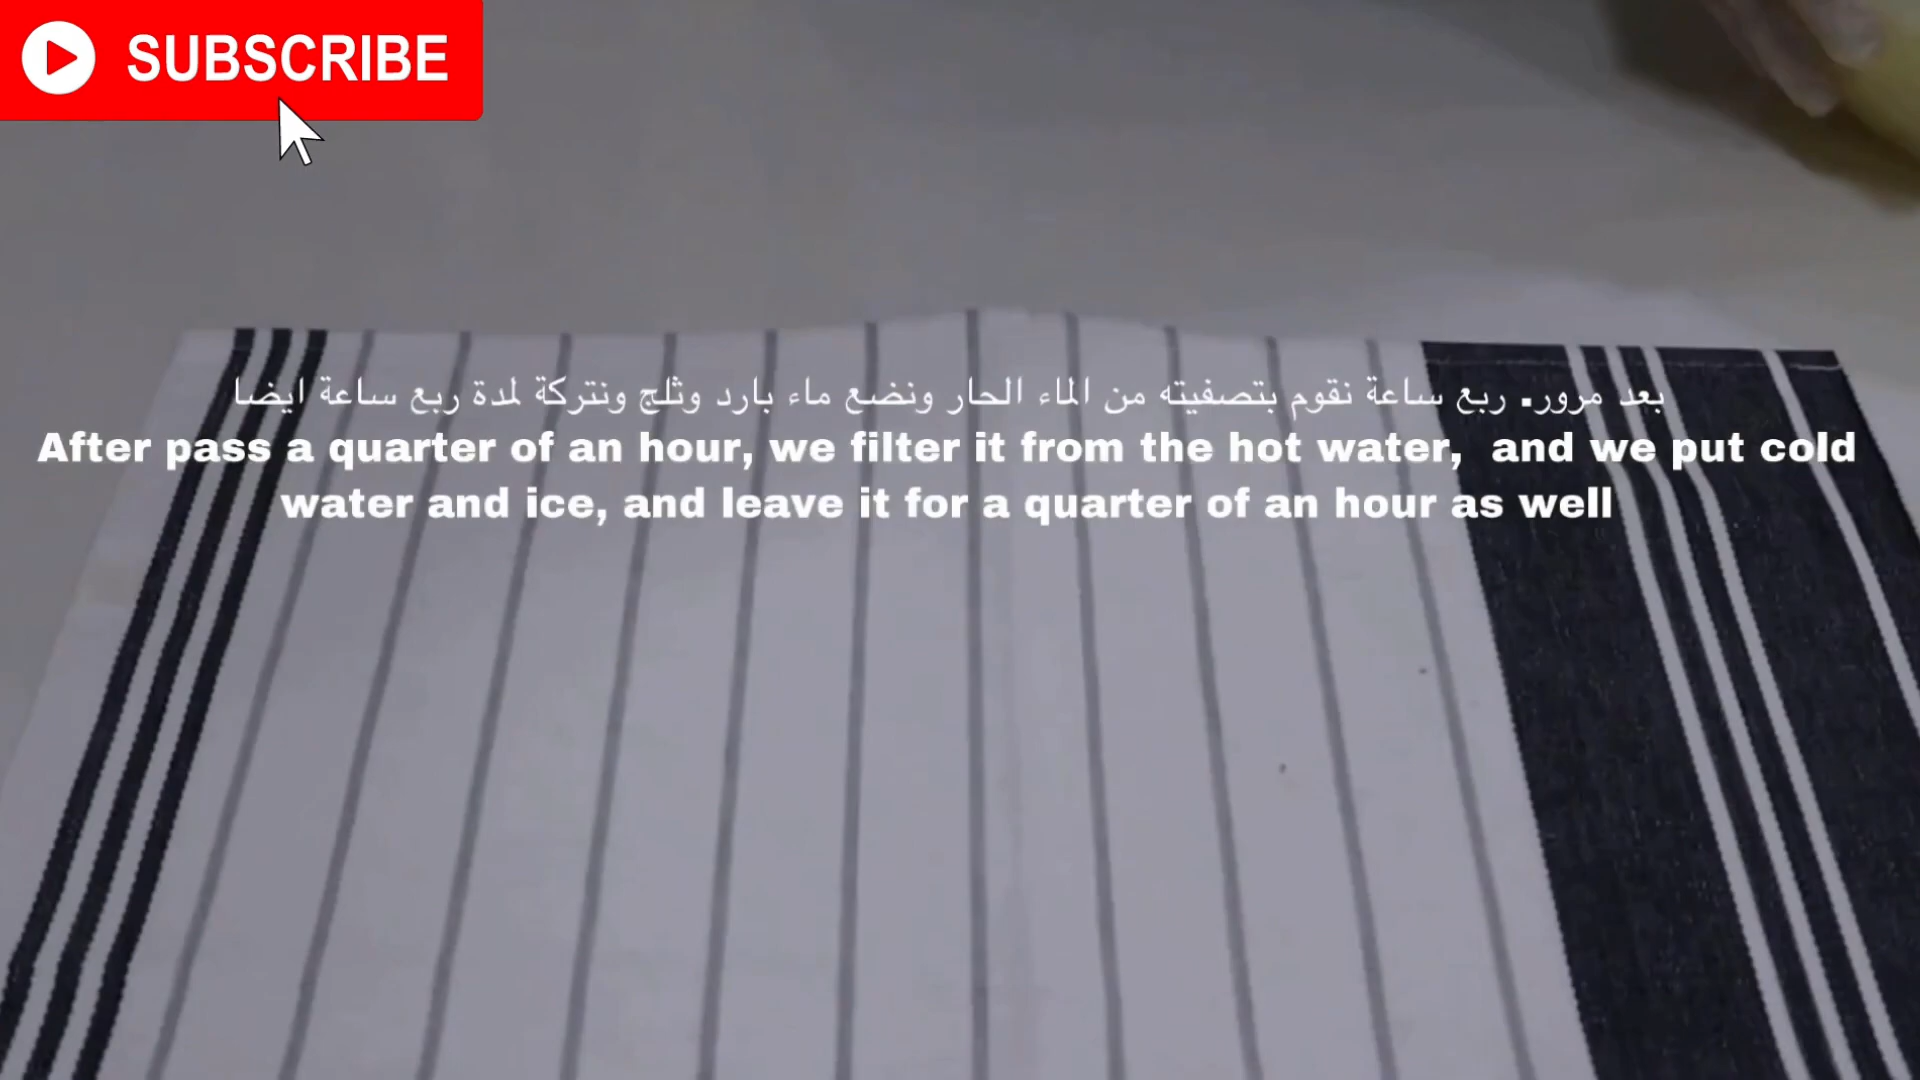 SUBSCRIBE
بعد مرور. ربع ساعة نقوم بتصفيته من الماء الحار ونضع ماء بارد وثلج ونتركة لمدة ربع ساعة ايضا
After pass a quarter of an hour, we filter it from the hot water, and we put cold
water and ice, and leave it for a quarter of an hour as well